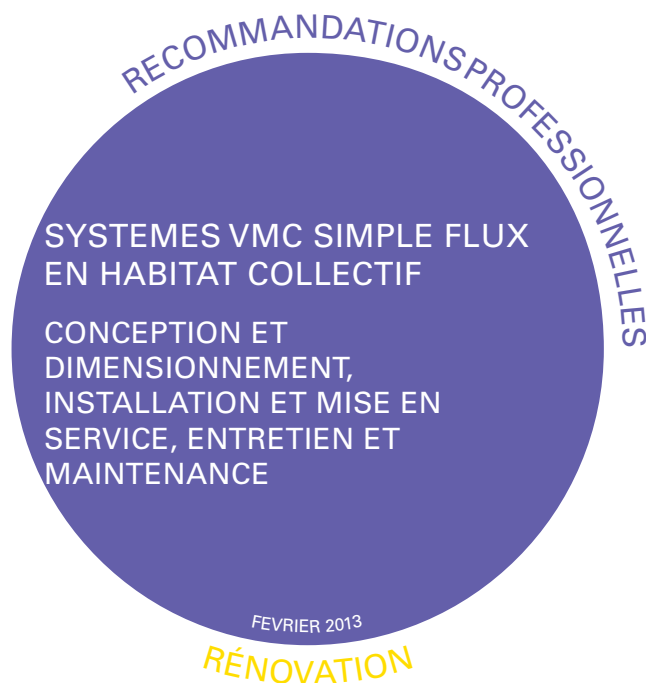 RECOMMANDATIONS PROFESSIONNELLES
SYSTEMES VMC SIMPLE FLUX
EN HABITAT COLLECTIF
CONCEPTION ET
DIMENSIONNEMENT,
INSTALLATION ET MISE EN
SERVICE, ENTRETIEN ET
MAINTENANCE
FEVRIER 2013
RÉNOVATION